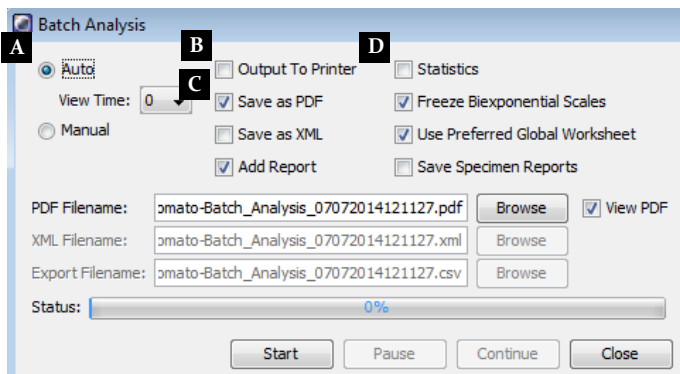 Batch Analysis
A B D
Auto Output To Printer Statistics
C
View Time: 0 Save as PDF Freeze Biexponential Scales
Manual Save as XML Use Preferred Global Worksheet
Add Report Save Specimen Reports
PDF Filename: omato-Batch_Analysis_07072014121127.pdf Browse View PDF
XML Filename: omato-Batch_Analysis_07072014121127.xml Browse
Export Filename: omato-Batch_Analysis_07072014121127.csv Browse
Status: 0%
Start Pause Continue Close